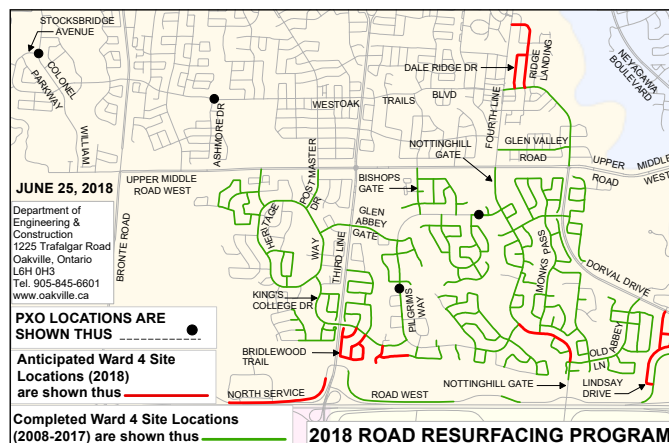 STOCKSBRIDGE
AVENUE
COLONEL
PARKWAY
WILLIAM
ASHMORE DR
WESTOAK
TRAILS
BLVD
DALE RIDGE DR
RIDGE
LANDING
NEYAGAWA
BOULEVARD
FOURTH LINE
NOTTINGHILL
GATE
GLEN VALLEY
ROAD
UPPER
MIDDLE
ROAD
WEST
UPPER MIDDLE
ROAD WEST
POST MASTER
DR
BISHOPS
GATE
JUNE 25, 2018
Department of
Engineering &
Construction
1225 Trafalgar Road
Oakville, Ontario
L6H 0H3
Tel. 905-845-6601
www.oakville.ca
BRONTE ROAD
HERITAGE
WAY
GLEN
ABBEY
GATE
THIRD LINE
MONKS PASS
DORVAL DRIVE
KING'S
COLLEGE DR
PILGRIMS
WAY
PXO LOCATIONS ARE
SHOWN THUS
Anticipated Ward 4 Site
Locations (2018)
are shown thus
BRIDLEWOOD
TRAIL
OLD
ABBEY
LN
NOTTINGHILL GATE
LINDSAY
DRIVE
NORTH SERVICE
ROAD WEST
Completed Ward 4 Site Locations
(2008-2017) are shown thus
2018 ROAD RESURFACING PROGRAM